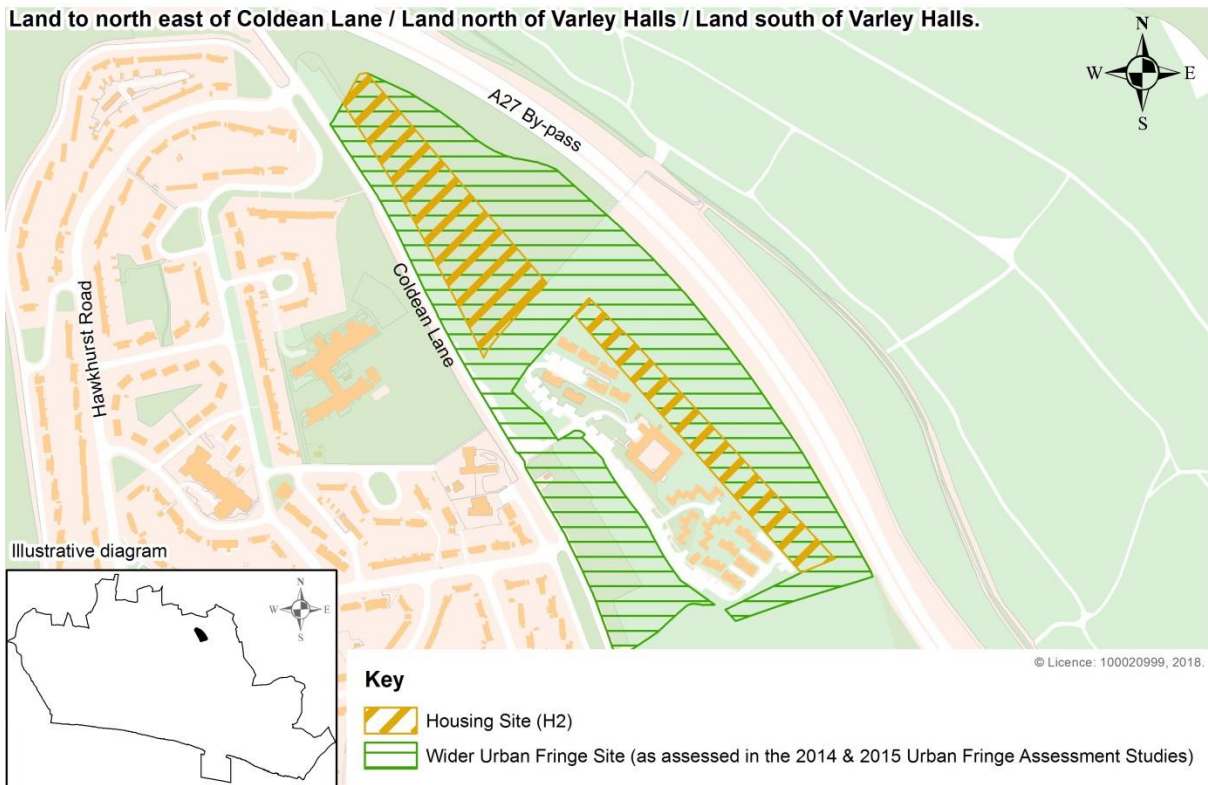 Land to north east of Coldean Lane / Land north of Varley Halls / Land south of Varley Halls.
N
W E
S
A27 By-pass
Coldean Lane
Hawkhurst Road
Illustrative diagram
N
W E
S
© Licence: 100020999, 2018.
Key
Housing Site (H2)
Wider Urban Fringe Site (as assessed in the 2014 & 2015 Urban Fringe Assessment Studies)